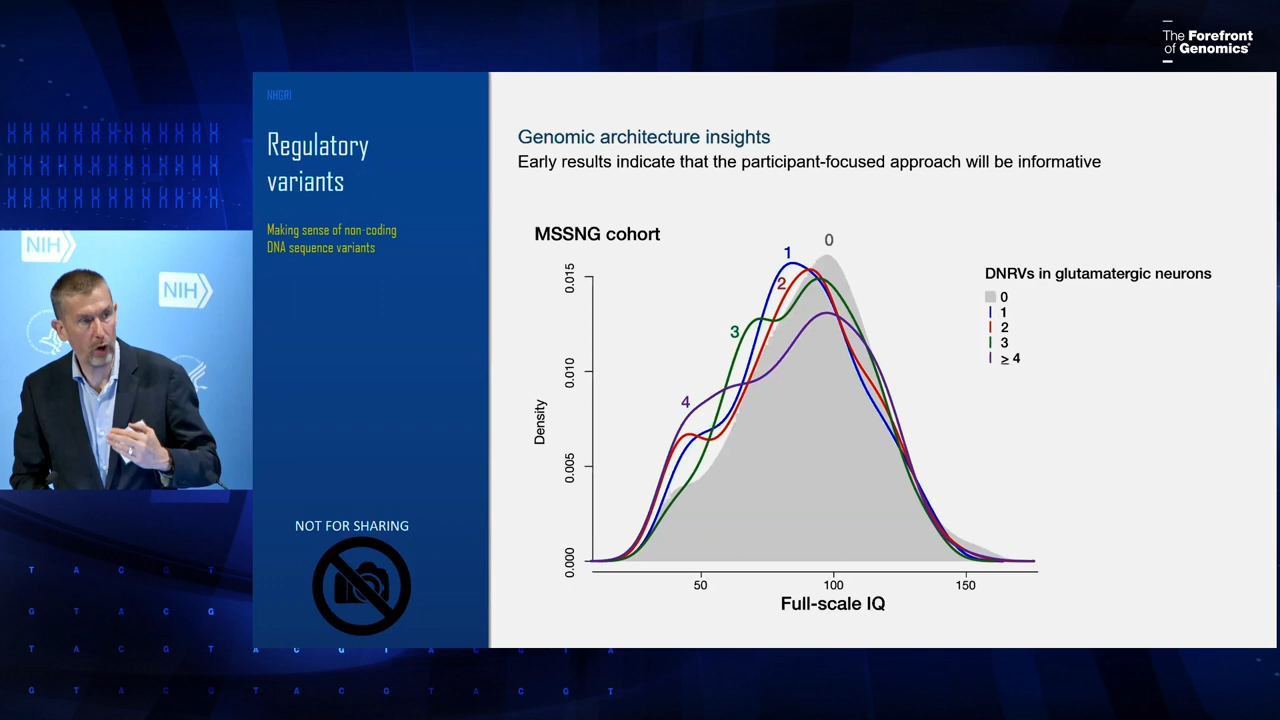 The Forefront
of Genomics®
NHGRI
Regulatory
variants
Making sense of non-coding
DNA sequence variants
NOT FOR SHARING
NIH
NIH
Genomic architecture insights
Early results indicate that the participant-focused approach will be informative
MSSNG cohort
0
1
2
3
4
DNRVs in glutamatergic neurons
0
1
2
3
≥ 4
Density
0.015
0.010
0.005
0.000
50
100
150
Full-scale IQ
T A C G T
G T A C G
T A C G T A C G T A
G T A C G T A C G T A C G T